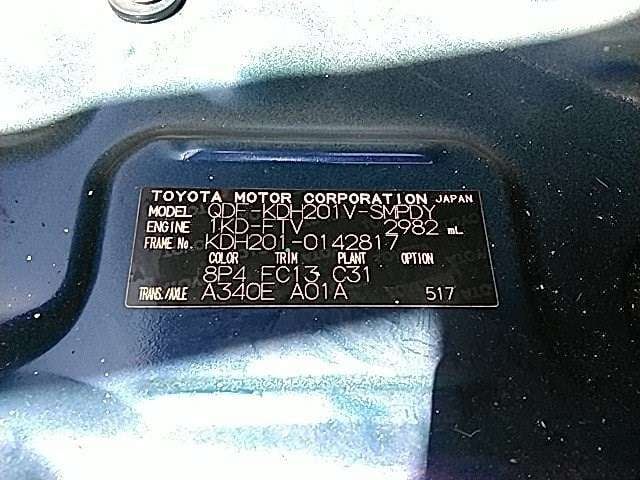 TOYOTA MOTOR CORPORATION JAPAN
MODEL QDF-KDH201V-SMPDY
ENGINE 1KD-FTV 2982 mL
FRAME No. KDH201-0142817
COLOR TRIM PLANT OPTION
8P4 FC13 C31
TRANS./AXLE A340E A01A 517